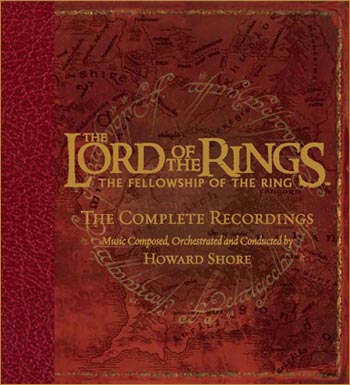 THE LORD OF THE RINGS™
THE FELLOWSHIP OF THE RING
THE COMPLETE RECORDINGS
Music Composed, Orchestrated and Conducted by
HOWARD SHORE